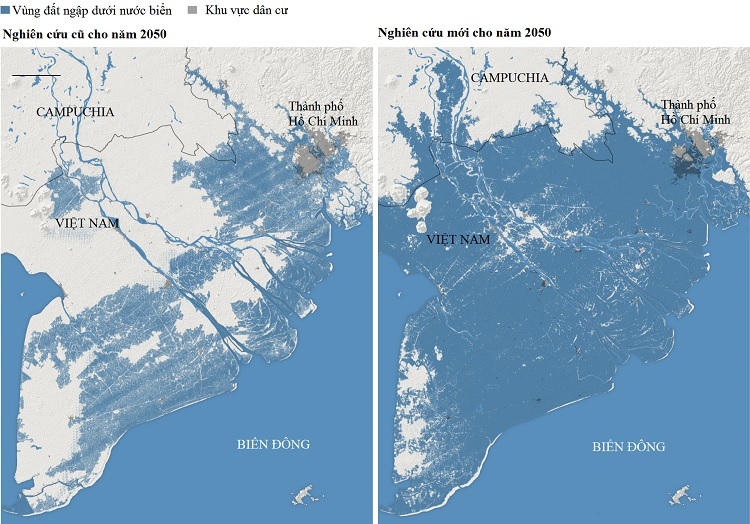 Vùng đất ngập dưới nước biển Khu vực dân cư
Nghiên cứu cũ cho năm 2050
Nghiên cứu mới cho năm 2050
CAMPUCHIA
Thành phố
Hồ Chí Minh
VIỆT NAM
BIỂN ĐÔNG
CAMPUCHIA
Thành phố
Hồ Chí Minh
VIỆT NAM
BIỂN ĐÔNG